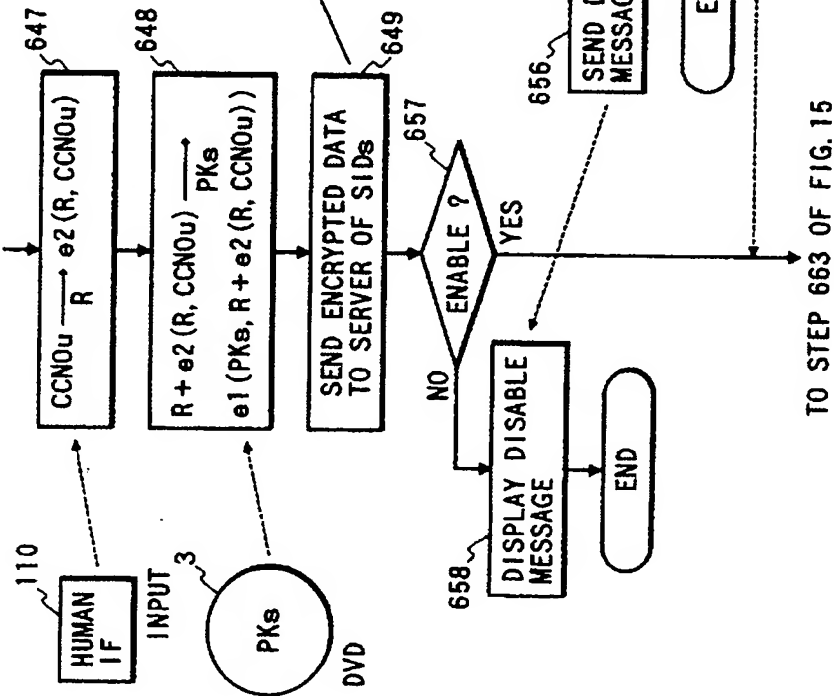 647
CCNOu → e2 (R, CCNOu)
R
648
R + e2 (R, CCNOu) →
PKs
e1 (PKs, R + e2 (R, CCNOu))
649
SEND ENCRYPTED DATA
TO SERVER OF SIDs
657
ENABLE ?
NO
YES
658
DISPLAY DISABLE
MESSAGE
END
110
HUMAN
IF
INPUT
3
PKs
DVD
656
SEND
TO STEP 663 OF FIG. 15